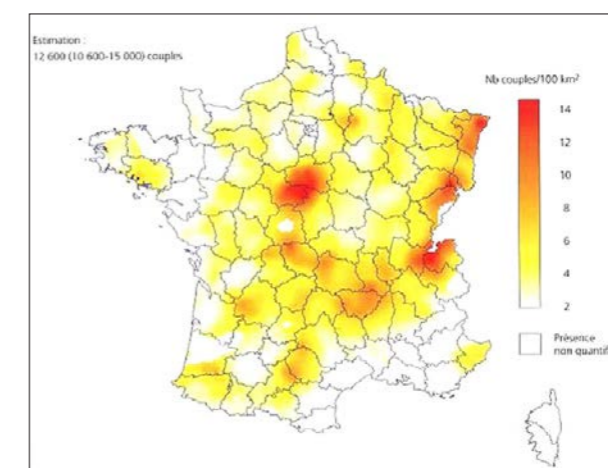 Estimation :
12 600 (10 600-15 000) couples
Nb couples/100 km²
14
12
10
8
6
4
2
Présence
non quantif